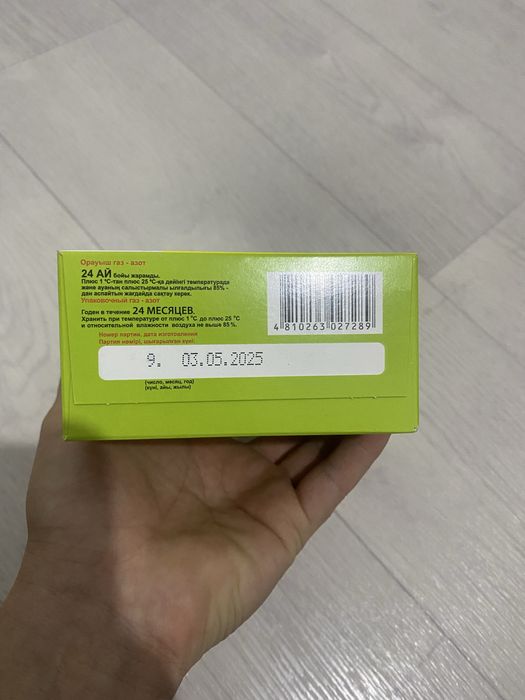 Орауыш газ - азот
24 АЙ бойы жарамды.
Плюс 1 °С-тан плюс 25 °С-қа дейінгі температурада
және ауаның салыстырмалы ылғалдылығы 85% -
дан аспайтын жағдайда сақтау керек.
Упаковочный газ - азот
Годен в течение 24 МЕСЯЦЕВ.
Хранить при температуре от плюс 1 °С до плюс 25 °С
и относительной влажности воздуха не выше 85 %.
Номер партии, дата изготовления
Партия нөмірі, шығарылған күні:
9. 03.05.2025
(число, месяц, год)
(күні, айы, жылы)
4 810263 027289